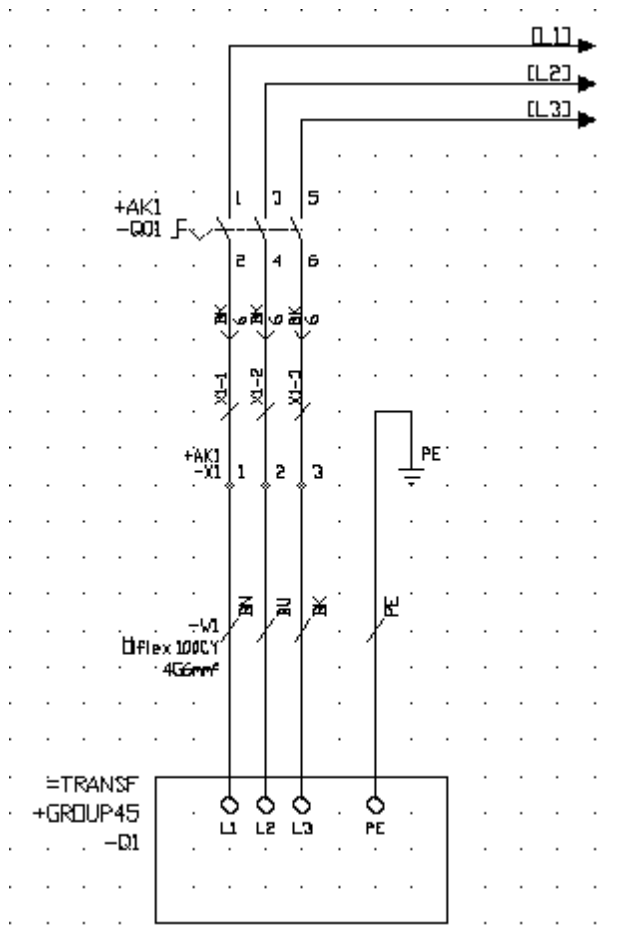 [L1]
[L2]
[L3]
1 3 5
+AK1
-Q01
2 4 6
BK 6 BK 6 BK 6
X1-1 X1-2 X1-3
+AK1
-X1 1 2 3
PE
BN BU BK PE
-W1
Ölflex 100CY
4G6mm²
=TRANSF
+GROUP45
-Q1
L1 L2 L3 PE